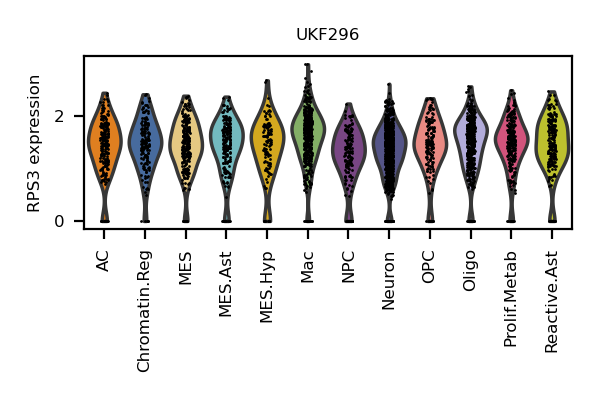 UKF296
RPS3 expression
2
0
AC
Chromatin.Reg
MES
MES.Ast
MES.Hyp
Mac
NPC
Neuron
OPC
Oligo
Prolif.Metab
Reactive.Ast